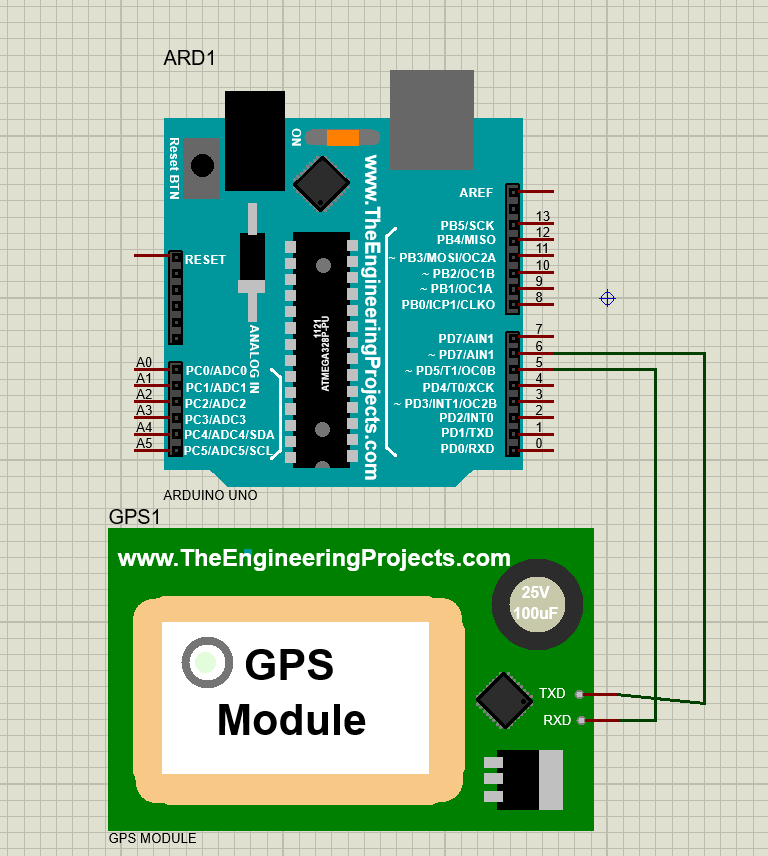 ARD1
Reset BTN
ON
www.TheEngineeringProjects.com
AREF
PB5/SCK 13
PB4/MISO 12
~ PB3/MOSI/OC2A 11
~ PB2/OC1B 10
~ PB1/OC1A 9
PB0/ICP1/CLKO 8
RESET
1121
ATMEGA328P-PU
ANALOG IN
PD7/AIN1 7
~ PD7/AIN1 6
~ PD5/T1/OC0B 5
PD4/T0/XCK 4
~ PD3/INT1/OC2B 3
PD2/INT0 2
PD1/TXD 1
PD0/RXD 0
A0 PC0/ADC0
A1 PC1/ADC1
A2 PC2/ADC2
A3 PC3/ADC3
A4 PC4/ADC4/SDA
A5 PC5/ADC5/SCL
ARDUINO UNO
GPS1
www.TheEngineeringProjects.com
25V
100uF
GPS
Module
TXD
RXD
GPS MODULE